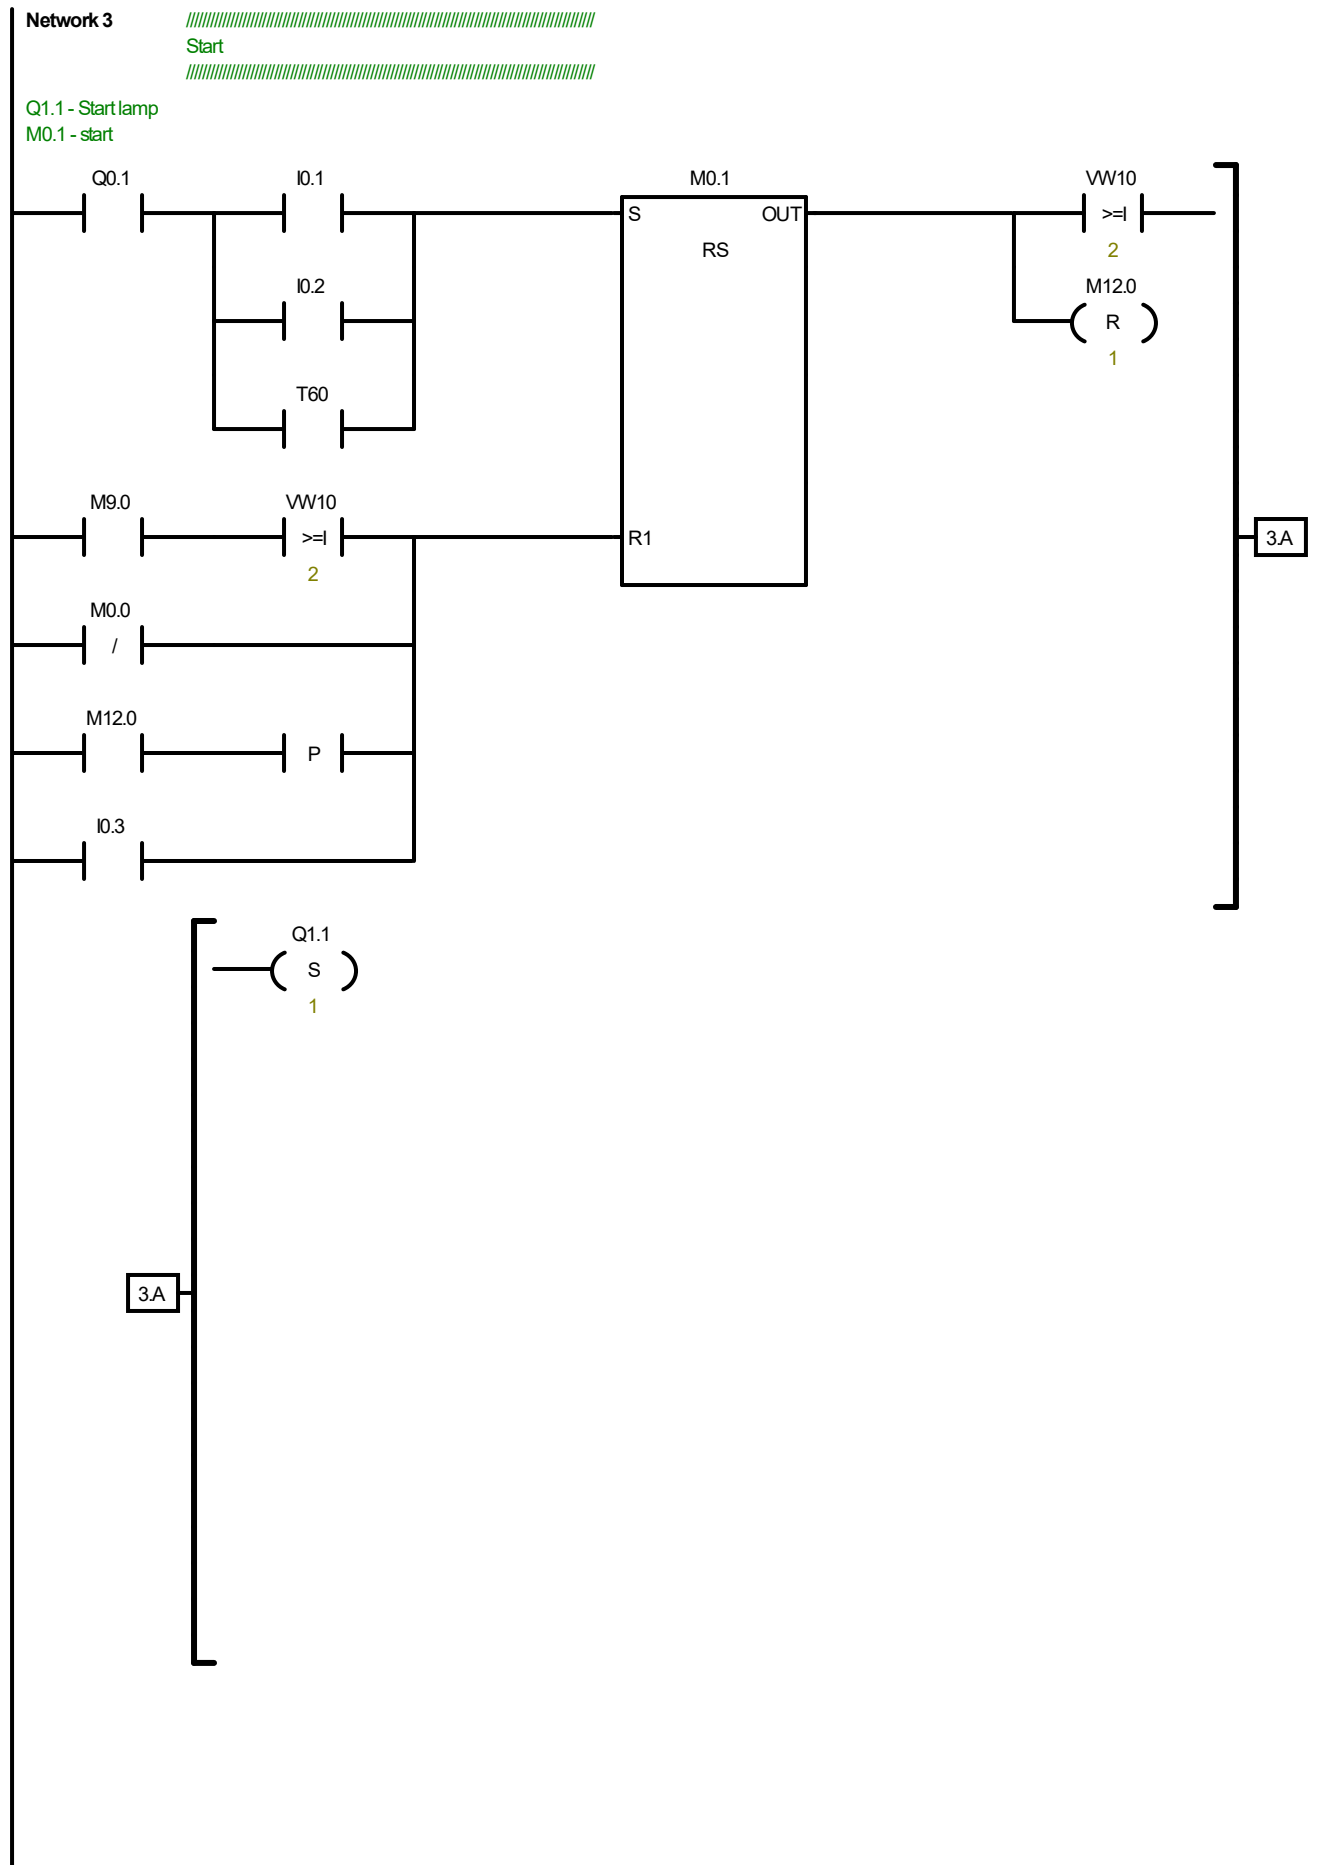 Network 3
////////////////////////////////////////////////////////////////////////////////////////////////////
Start
////////////////////////////////////////////////////////////////////////////////////////////////////
Q1.1 - Start lamp
M0.1 - start
Q0.1 I0.1 M0.1 VW10
S OUT >=I
RS 2
I0.2 M12.0
R
1
T60
M9.0 VW10
>=I R1 3.A
2
M0.0
/
M12.0
P
I0.3
Q1.1
S
1
3.A